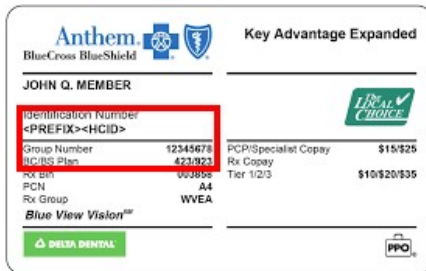 Anthem.
BlueCross BlueShield
Key Advantage Expanded
JOHN Q. MEMBER
The
LOCAL
CHOICE
Identification Number
<PREFIX><HCID>
Group Number 12345678
BC/BS Plan 423/923
Rx Bin 003858
PCN A4
Rx Group WVEA
Blue View Vision℠
PCP/Specialist Copay $15/$25
Rx Copay
Tier 1/2/3 $10/$20/$35
DELTA DENTAL
PPO